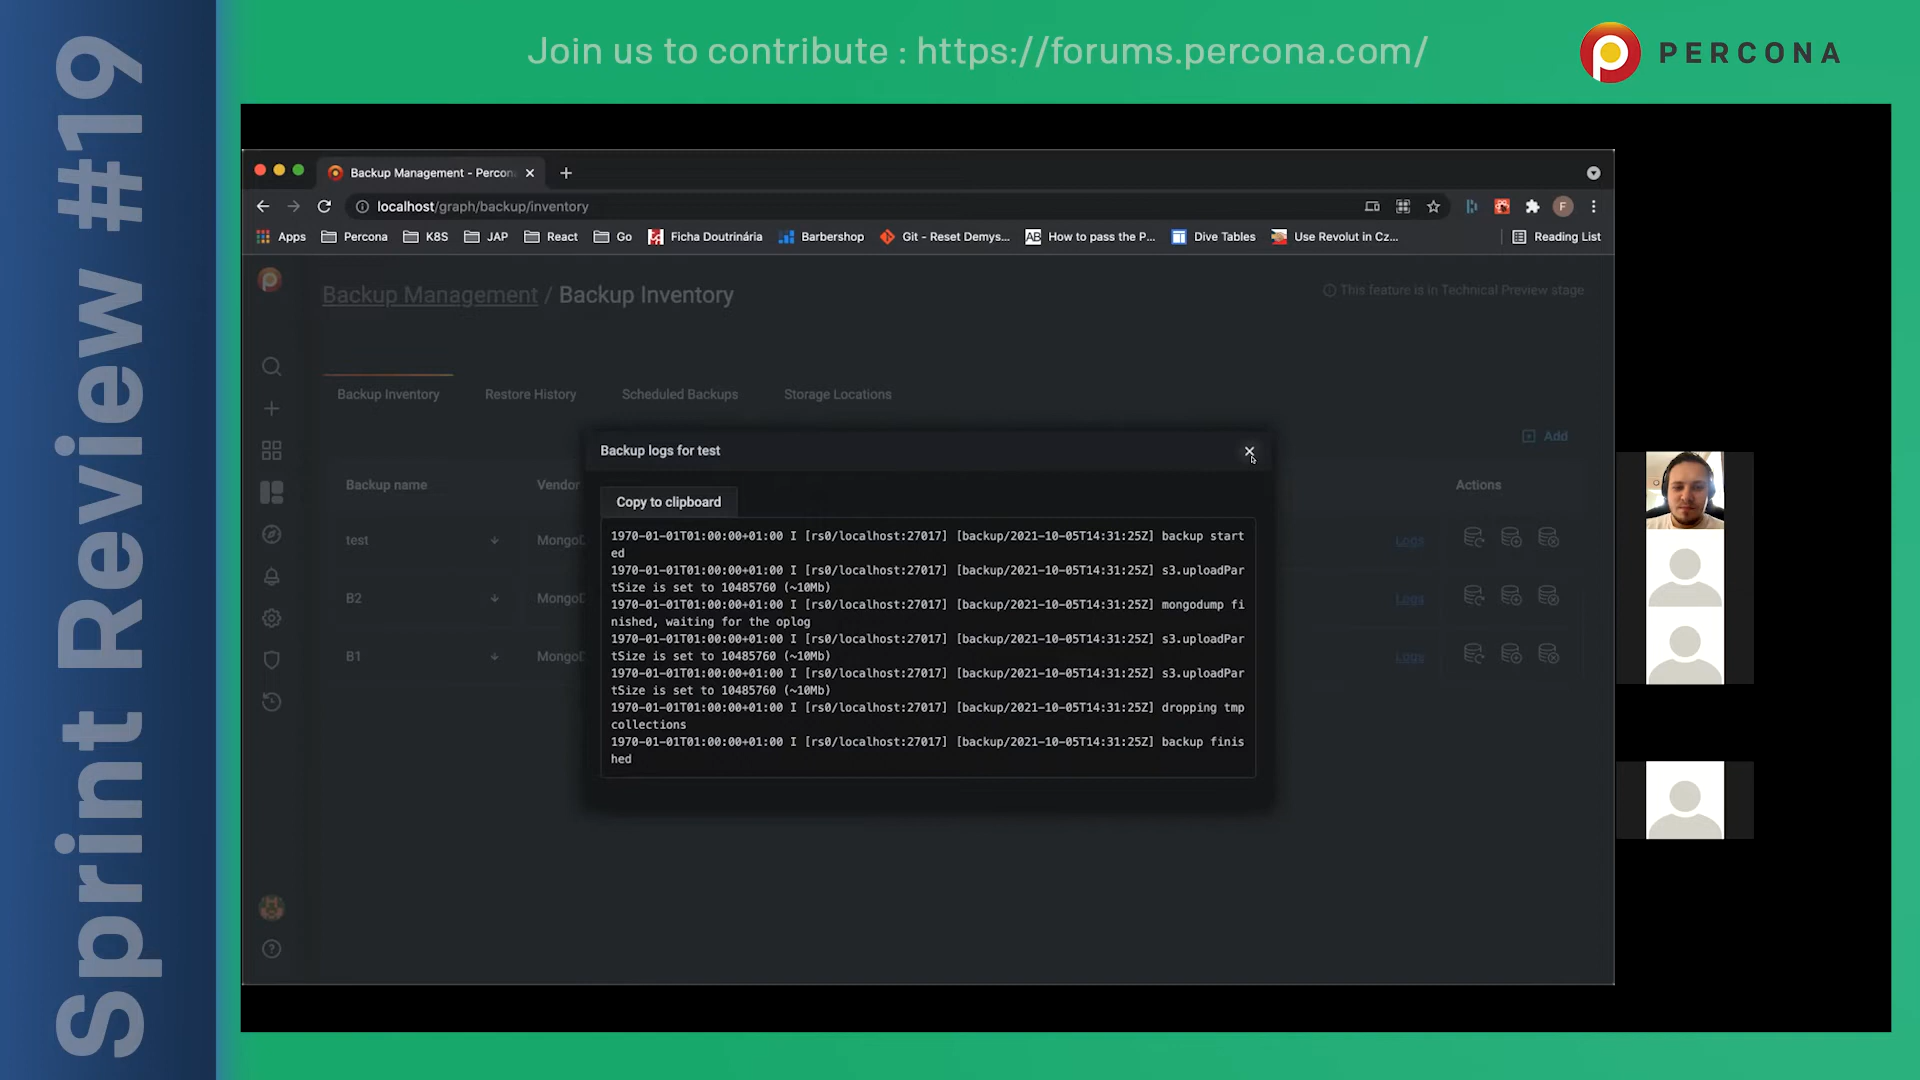 Sprint Review #19
Join us to contribute : https://forums.percona.com/
PERCONA
Backup Management - Percon
localhost/graph/backup/inventory
F
Apps Percona K8S JAP React Go Ficha Doutrinária Barbershop Git - Reset Demys... AB How to pass the P... Dive Tables Use Revolut in Cz... Reading List
Backup Management / Backup Inventory
This feature is in Technical Preview stage
Backup Inventory Restore History Scheduled Backups Storage Locations
Add
Backup name Vendor Actions
test MongoD Logs
B2 MongoD Logs
B1 MongoD Logs
Backup logs for test
Copy to clipboard
1970-01-01T01:00:00+01:00 I [rs0/localhost:27017] [backup/2021-10-05T14:31:25Z] backup start
ed
1970-01-01T01:00:00+01:00 I [rs0/localhost:27017] [backup/2021-10-05T14:31:25Z] s3.uploadPar
tSize is set to 10485760 (~10Mb)
1970-01-01T01:00:00+01:00 I [rs0/localhost:27017] [backup/2021-10-05T14:31:25Z] mongodump fi
nished, waiting for the oplog
1970-01-01T01:00:00+01:00 I [rs0/localhost:27017] [backup/2021-10-05T14:31:25Z] s3.uploadPar
tSize is set to 10485760 (~10Mb)
1970-01-01T01:00:00+01:00 I [rs0/localhost:27017] [backup/2021-10-05T14:31:25Z] s3.uploadPar
tSize is set to 10485760 (~10Mb)
1970-01-01T01:00:00+01:00 I [rs0/localhost:27017] [backup/2021-10-05T14:31:25Z] dropping tmp
collections
1970-01-01T01:00:00+01:00 I [rs0/localhost:27017] [backup/2021-10-05T14:31:25Z] backup finis
hed